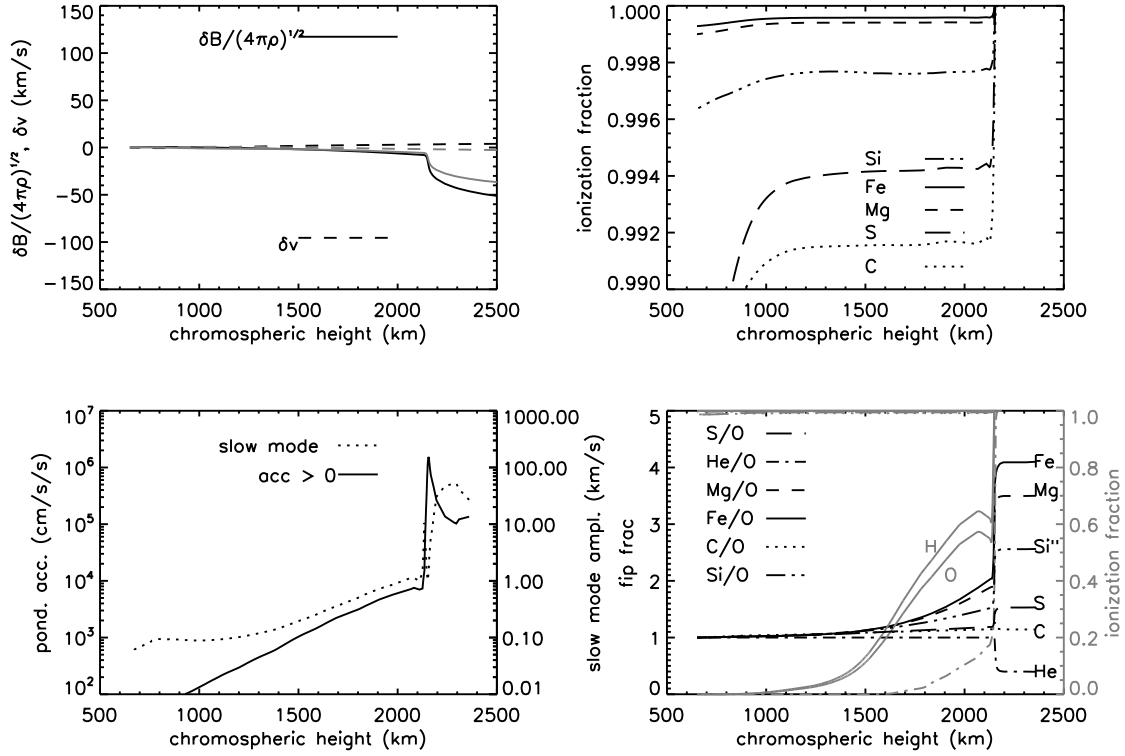 150
100
50
0
−50
−100
−150
δB/(4πρ)^1/2, δv (km/s)
δB/(4πρ)^1/2
δv
500 1000 1500 2000 2500
chromospheric height (km)
1.000
0.998
0.996
0.994
0.992
0.990
ionization fraction
Si
Fe
Mg
S
C
500 1000 1500 2000 2500
chromospheric height (km)
10^7
10^6
10^5
10^4
10^3
10^2
pond. acc. (cm/s/s)
slow mode
acc > 0
1000.00
100.00
10.00
1.00
0.10
0.01
slow mode ampl. (km/s)
500 1000 1500 2000 2500
chromospheric height (km)
5
4
3
2
1
0
fip frac
S/O
He/O
Mg/O
Fe/O
C/O
Si/O
H
O
Fe
Mg
Si"
S
C
He
1.0
0.8
0.6
0.4
0.2
0.0
ionization fraction
500 1000 1500 2000 2500
chromospheric height (km)